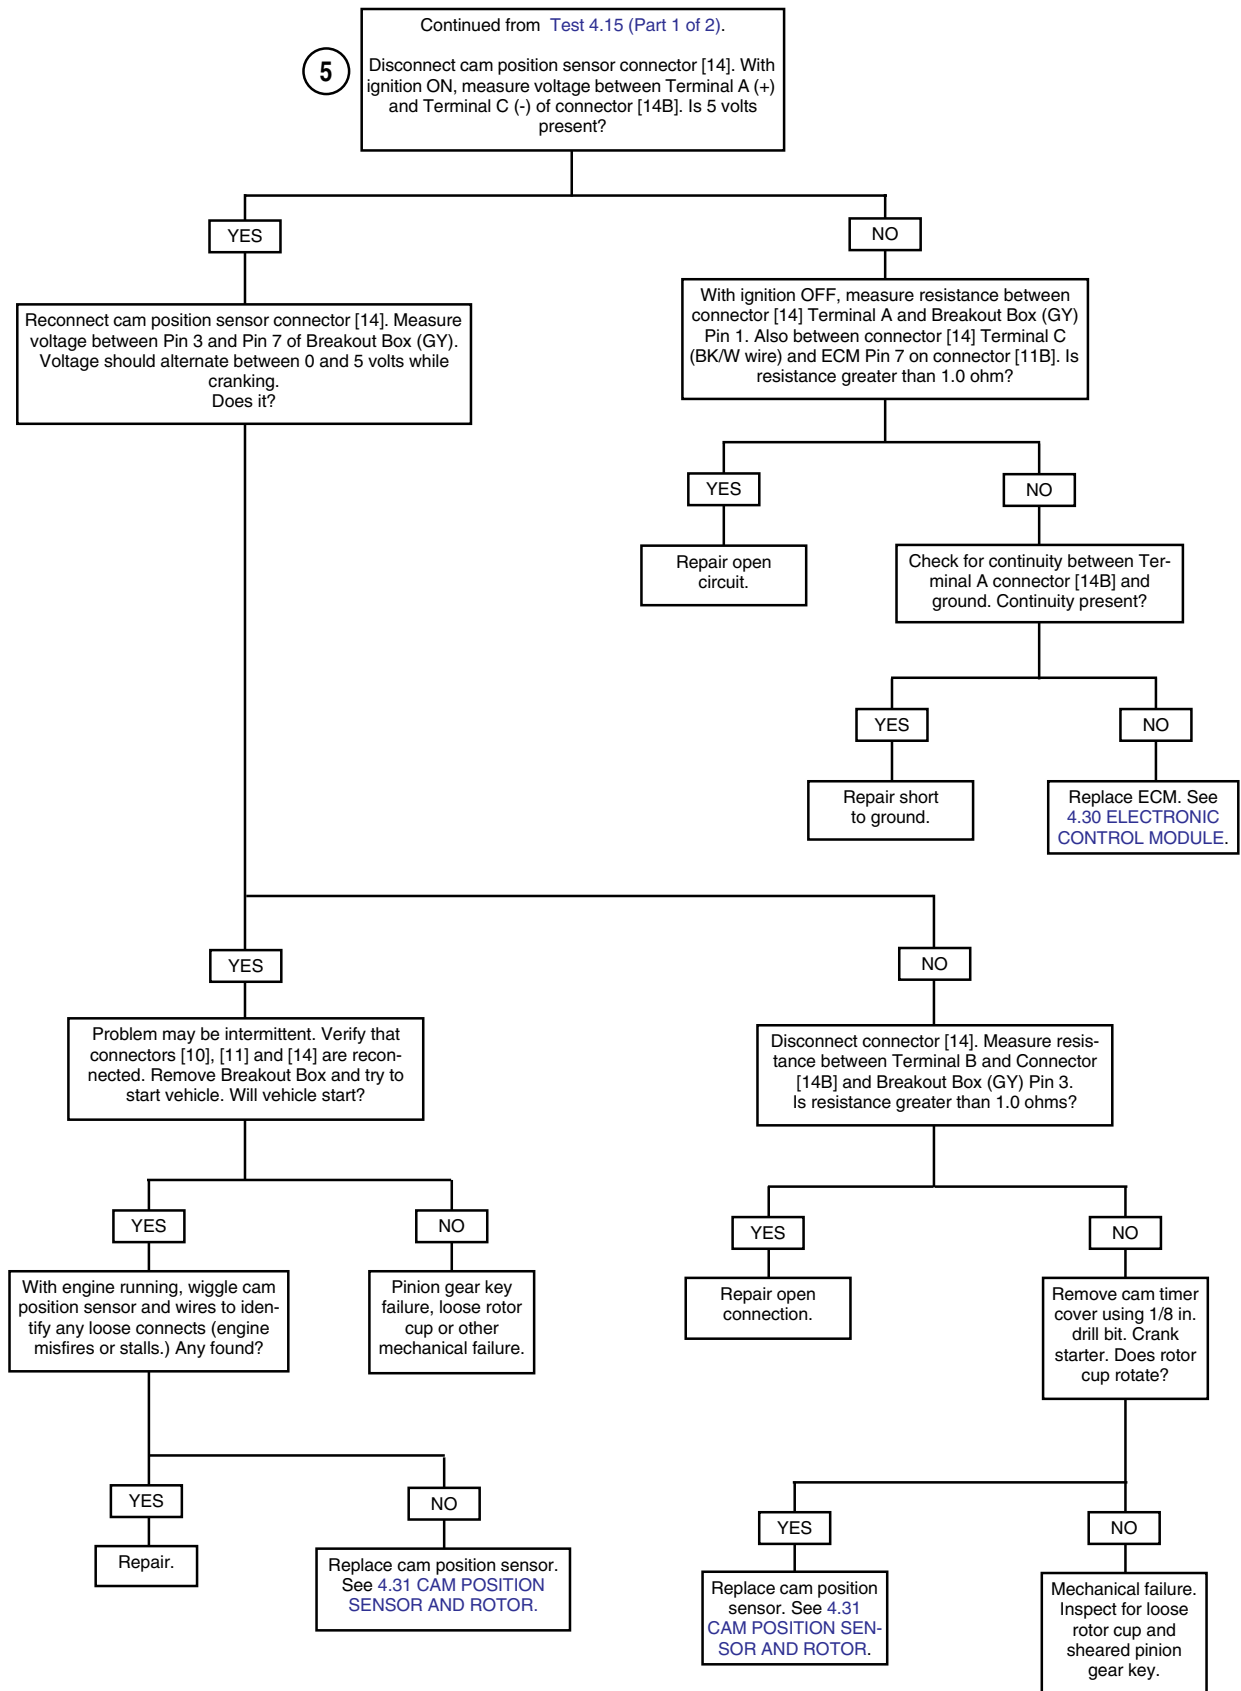 Continued from Test 4.15 (Part 1 of 2).
5
Disconnect cam position sensor connector [14]. With
ignition ON, measure voltage between Terminal A (+)
and Terminal C (-) of connector [14B]. Is 5 volts
present?
YES
NO
Reconnect cam position sensor connector [14]. Measure
voltage between Pin 3 and Pin 7 of Breakout Box (GY).
Voltage should alternate between 0 and 5 volts while
cranking.
Does it?
With ignition OFF, measure resistance between
connector [14] Terminal A and Breakout Box (GY)
Pin 1. Also between connector [14] Terminal C
(BK/W wire) and ECM Pin 7 on connector [11B]. Is
resistance greater than 1.0 ohm?
YES
NO
Repair open
circuit.
Check for continuity between Ter-
minal A connector [14B] and
ground. Continuity present?
YES
NO
Repair short
to ground.
Replace ECM. See
4.30 ELECTRONIC
CONTROL MODULE.
YES
NO
Problem may be intermittent. Verify that
connectors [10], [11] and [14] are recon-
nected. Remove Breakout Box and try to
start vehicle. Will vehicle start?
Disconnect connector [14]. Measure resis-
tance between Terminal B and Connector
[14B] and Breakout Box (GY) Pin 3.
Is resistance greater than 1.0 ohms?
YES
NO
YES
NO
With engine running, wiggle cam
position sensor and wires to iden-
tify any loose connects (engine
misfires or stalls.) Any found?
Pinion gear key
failure, loose rotor
cup or other
mechanical failure.
Repair open
connection.
Remove cam timer
cover using 1/8 in.
drill bit. Crank
starter. Does rotor
cup rotate?
YES
NO
YES
NO
Repair.
Replace cam position sensor.
See 4.31 CAM POSITION
SENSOR AND ROTOR.
Replace cam position
sensor. See 4.31
CAM POSITION SEN-
SOR AND ROTOR.
Mechanical failure.
Inspect for loose
rotor cup and
sheared pinion
gear key.